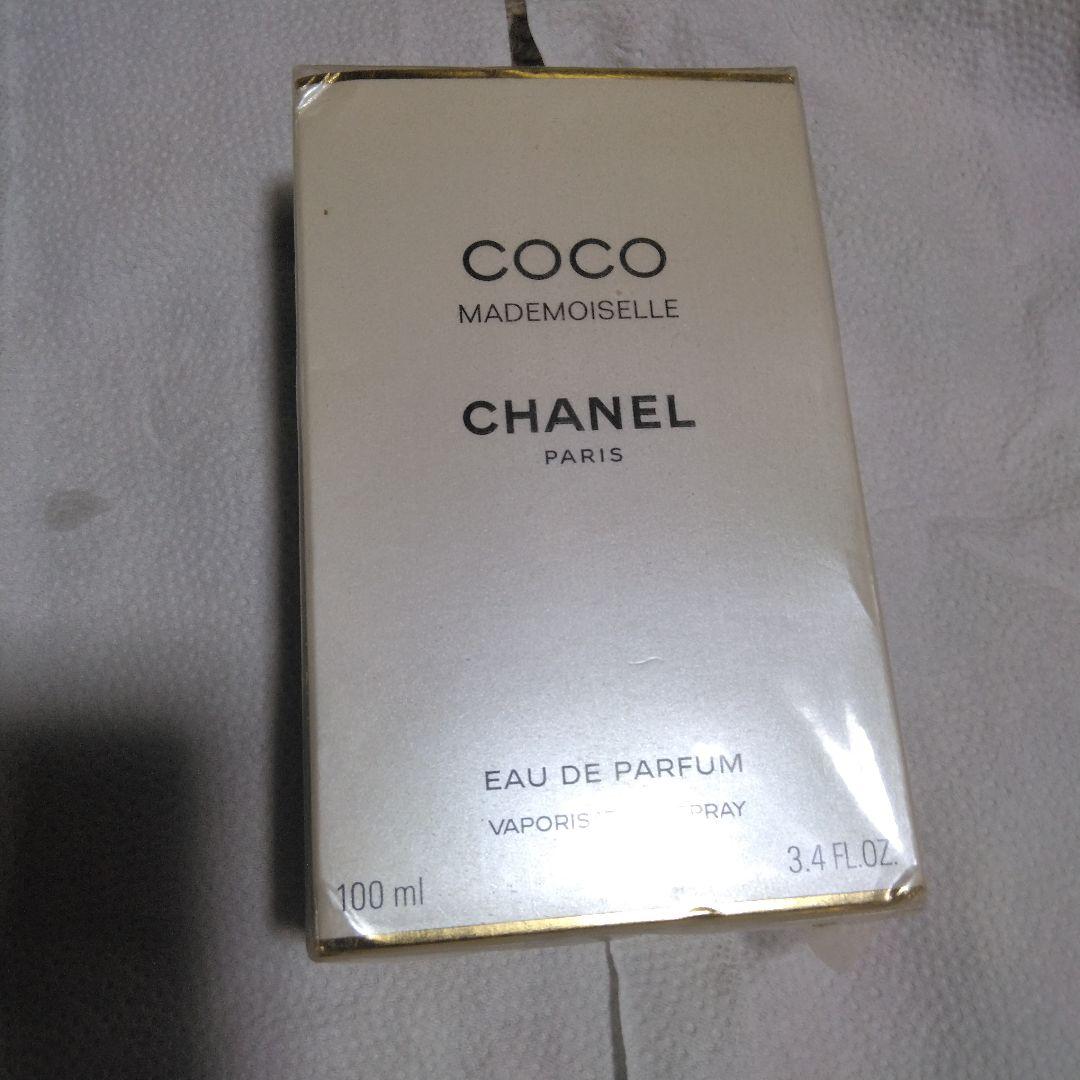 COCO
MADEMOISELLE
CHANEL
PARIS
EAU DE PARFUM
100 ml
3.4 FL.OZ.